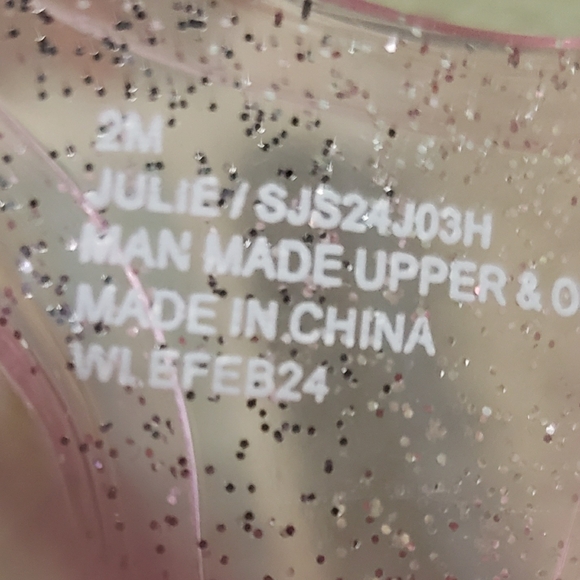 2M
JULIE / SJS24J03H
MAN MADE UPPER & O
MADE IN CHINA
WLEFEB24